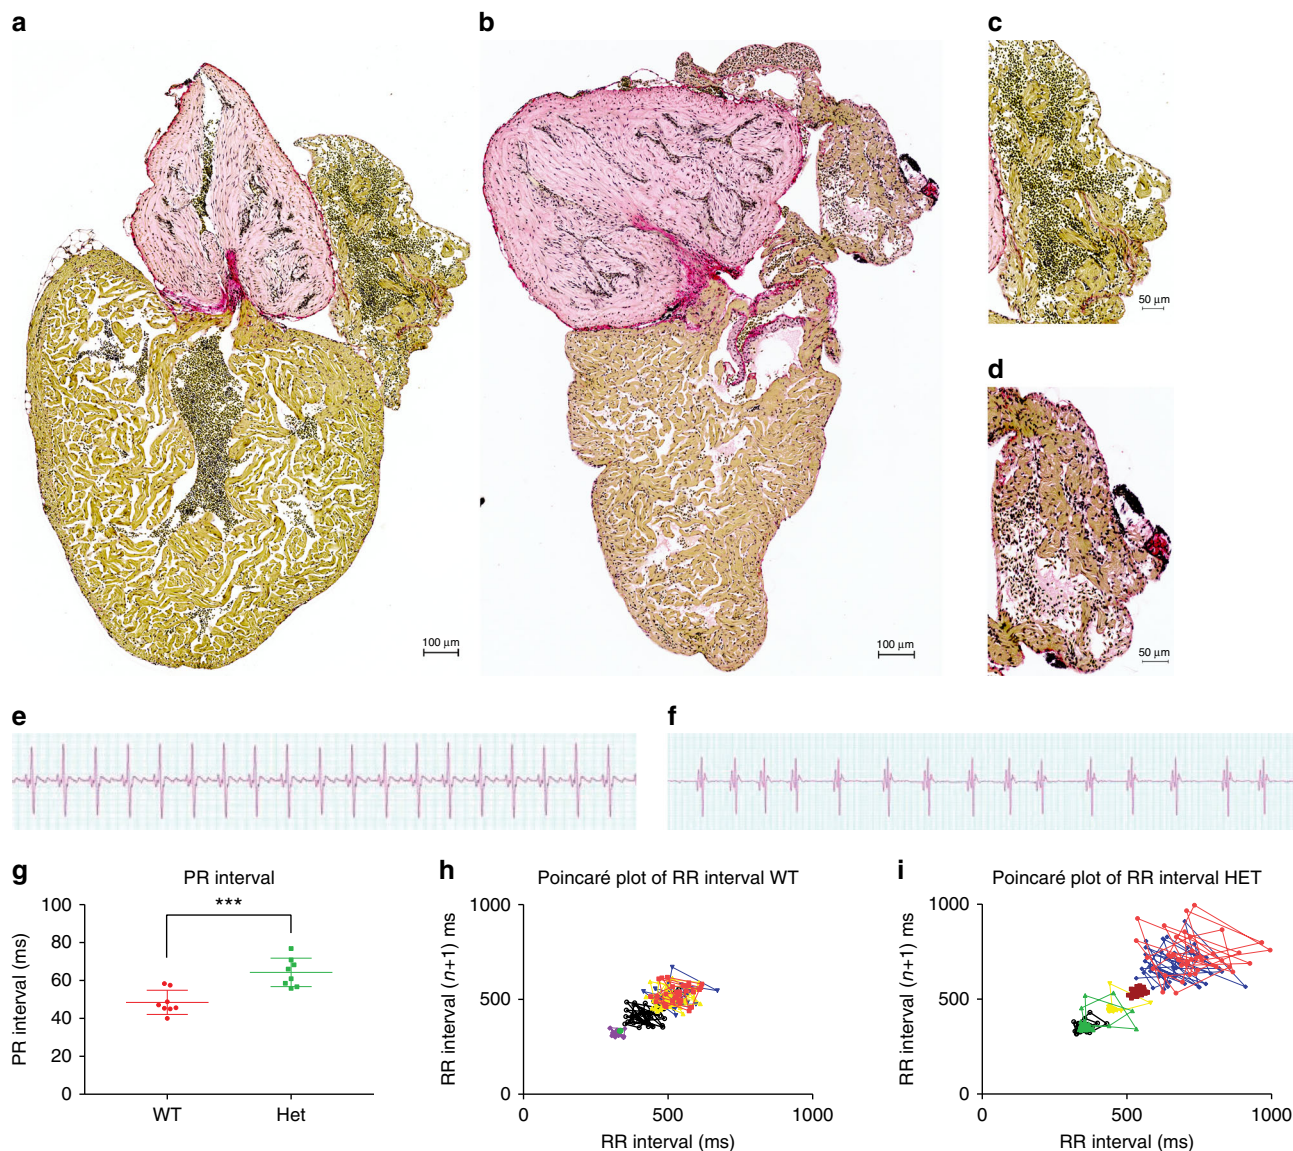 a
b
c
d
100 μm
100 μm
50 μm
50 μm
e
f
g
PR interval
***
PR interval (ms)
100
80
60
40
20
0
WT
Het
h
Poincaré plot of RR interval WT
RR interval (n+1) ms
1000
500
0
0
500
1000
RR interval (ms)
i
Poincaré plot of RR interval HET
RR interval (n+1) ms
1000
500
0
0
500
1000
RR interval (ms)